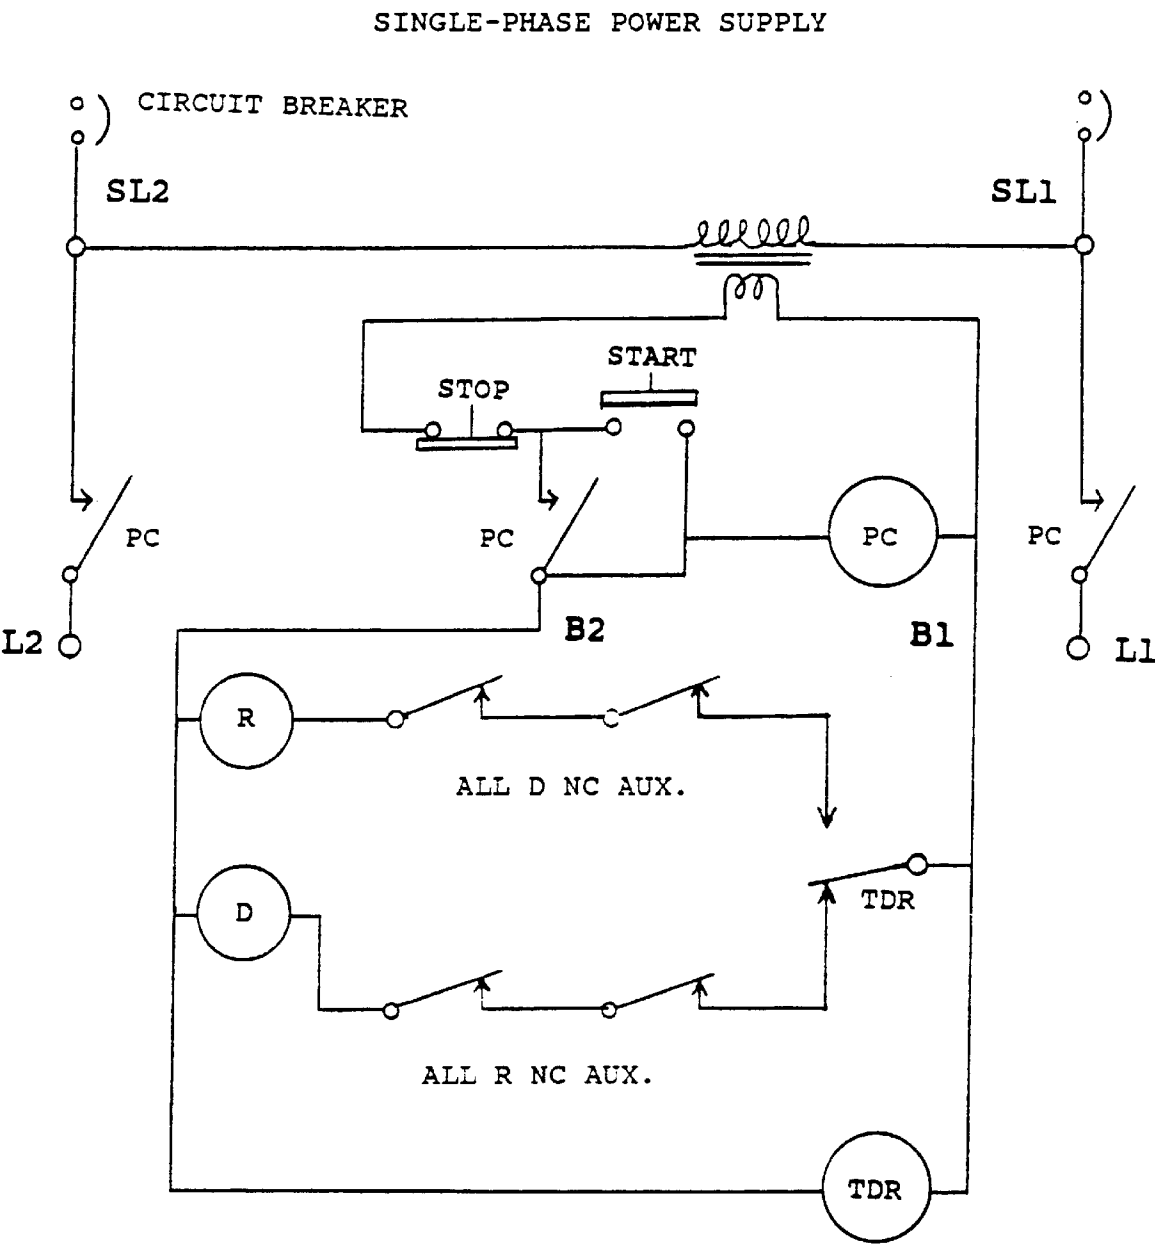 SINGLE-PHASE POWER SUPPLY
CIRCUIT BREAKER
SL2
SL1
START
STOP
PC
PC
PC
PC
L2
B2
B1
L1
R
ALL D NC AUX.
TDR
D
ALL R NC AUX.
TDR